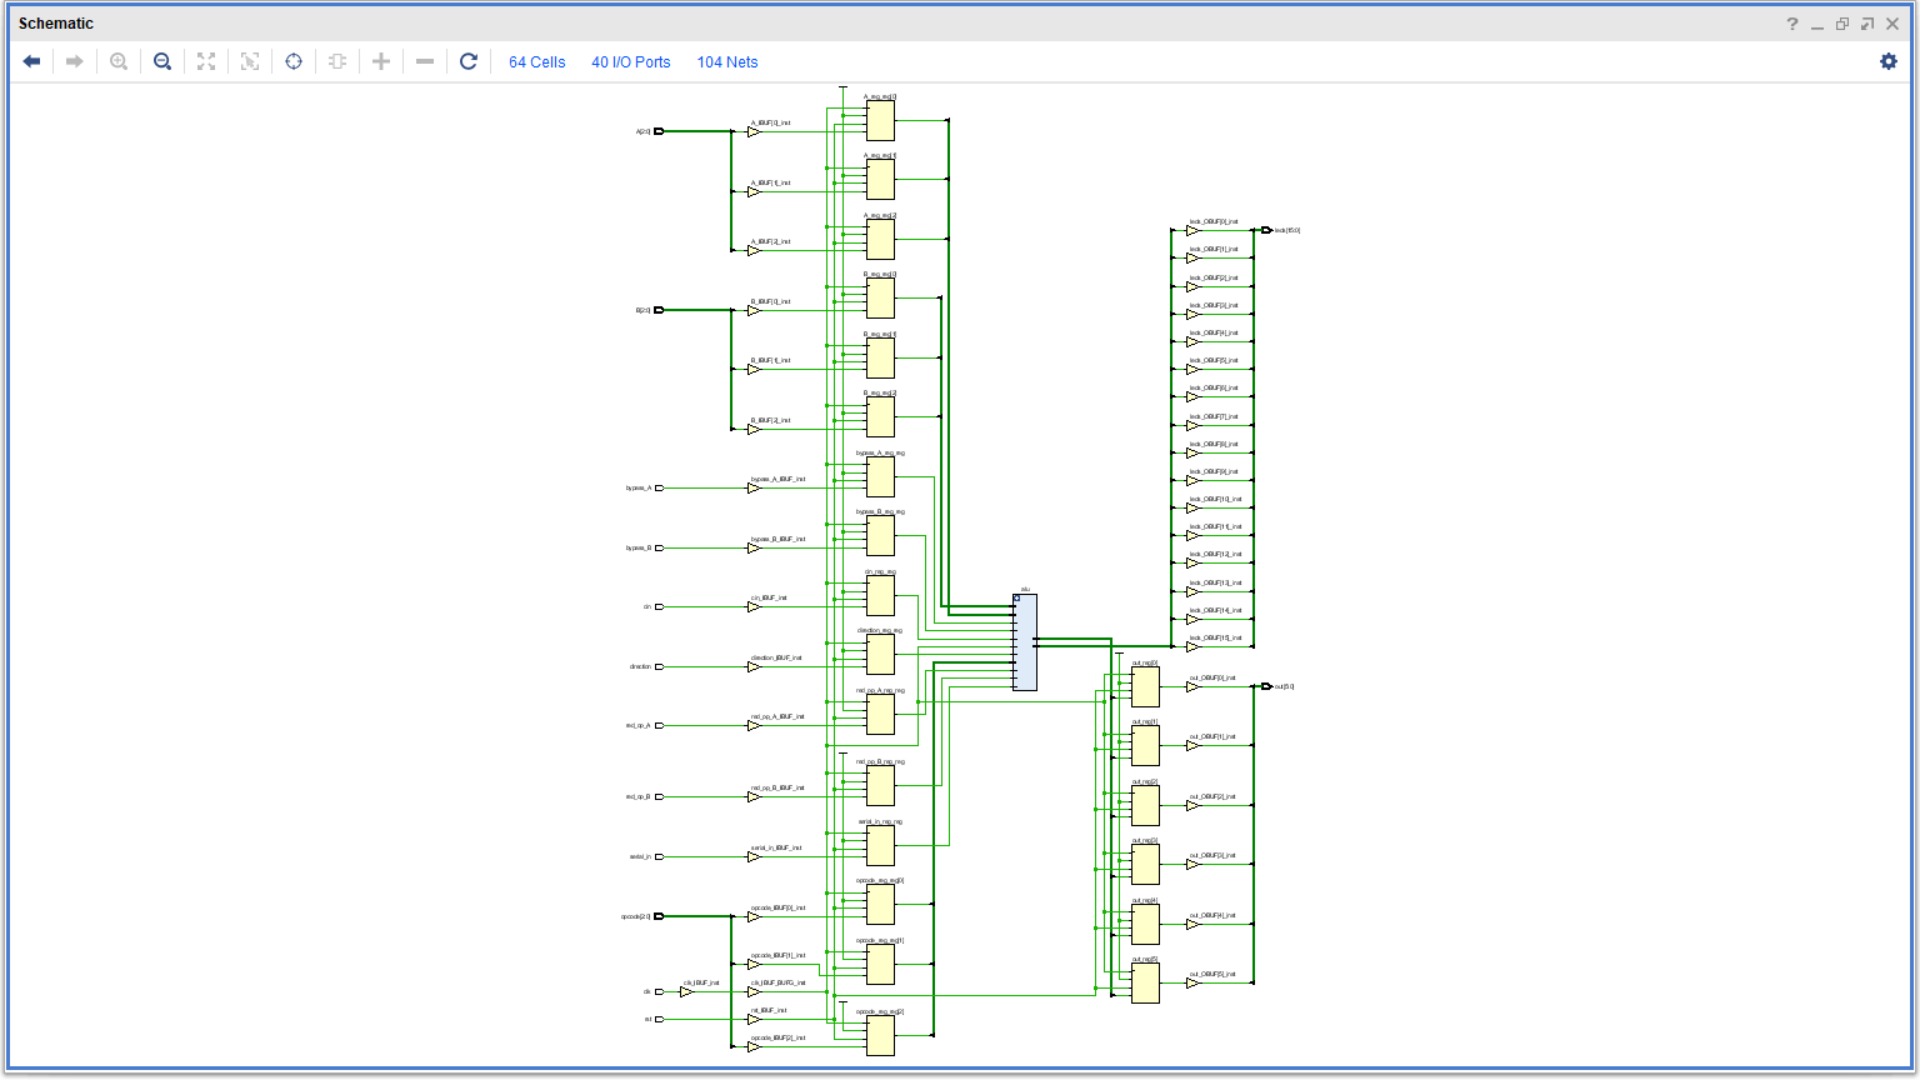 Schematic
64 Cells
40 I/O Ports
104 Nets
A_reg_reg[0]
A[2:0]
A_IBUF[0]_inst
A_reg_reg[1]
A_IBUF[1]_inst
A_reg_reg[2]
A_IBUF[2]_inst
leds_OBUF[0]_inst
leds[15:0]
leds_OBUF[1]_inst
B_reg_reg[0]
leds_OBUF[2]_inst
B[2:0]
B_IBUF[0]_inst
leds_OBUF[3]_inst
B_reg_reg[1]
leds_OBUF[4]_inst
B_IBUF[1]_inst
leds_OBUF[5]_inst
B_reg_reg[2]
leds_OBUF[6]_inst
B_IBUF[2]_inst
leds_OBUF[7]_inst
bypass_A_reg_reg
leds_OBUF[8]_inst
bypass_A
bypass_A_IBUF_inst
leds_OBUF[9]_inst
leds_OBUF[10]_inst
bypass_B_reg_reg
leds_OBUF[11]_inst
bypass_B
bypass_B_IBUF_inst
leds_OBUF[12]_inst
cin_reg_reg
leds_OBUF[13]_inst
alu
cin
cin_IBUF_inst
leds_OBUF[14]_inst
direction_reg_reg
leds_OBUF[15]_inst
direction
direction_IBUF_inst
out_reg[0]
out_OBUF[0]_inst
out[5:0]
red_op_A_reg_reg
red_op_A
red_op_A_IBUF_inst
out_reg[1]
out_OBUF[1]_inst
red_op_B_reg_reg
red_op_B
red_op_B_IBUF_inst
out_reg[2]
out_OBUF[2]_inst
serial_in_reg_reg
serial_in
serial_in_IBUF_inst
out_reg[3]
out_OBUF[3]_inst
opcode_reg_reg[0]
opcode[2:0]
opcode_IBUF[0]_inst
out_reg[4]
out_OBUF[4]_inst
opcode_reg_reg[1]
opcode_IBUF[1]_inst
out_reg[5]
out_OBUF[5]_inst
clk
clk_IBUF_inst
clk_IBUF_BUFG_inst
rst
rst_IBUF_inst
opcode_reg_reg[2]
opcode_IBUF[2]_inst